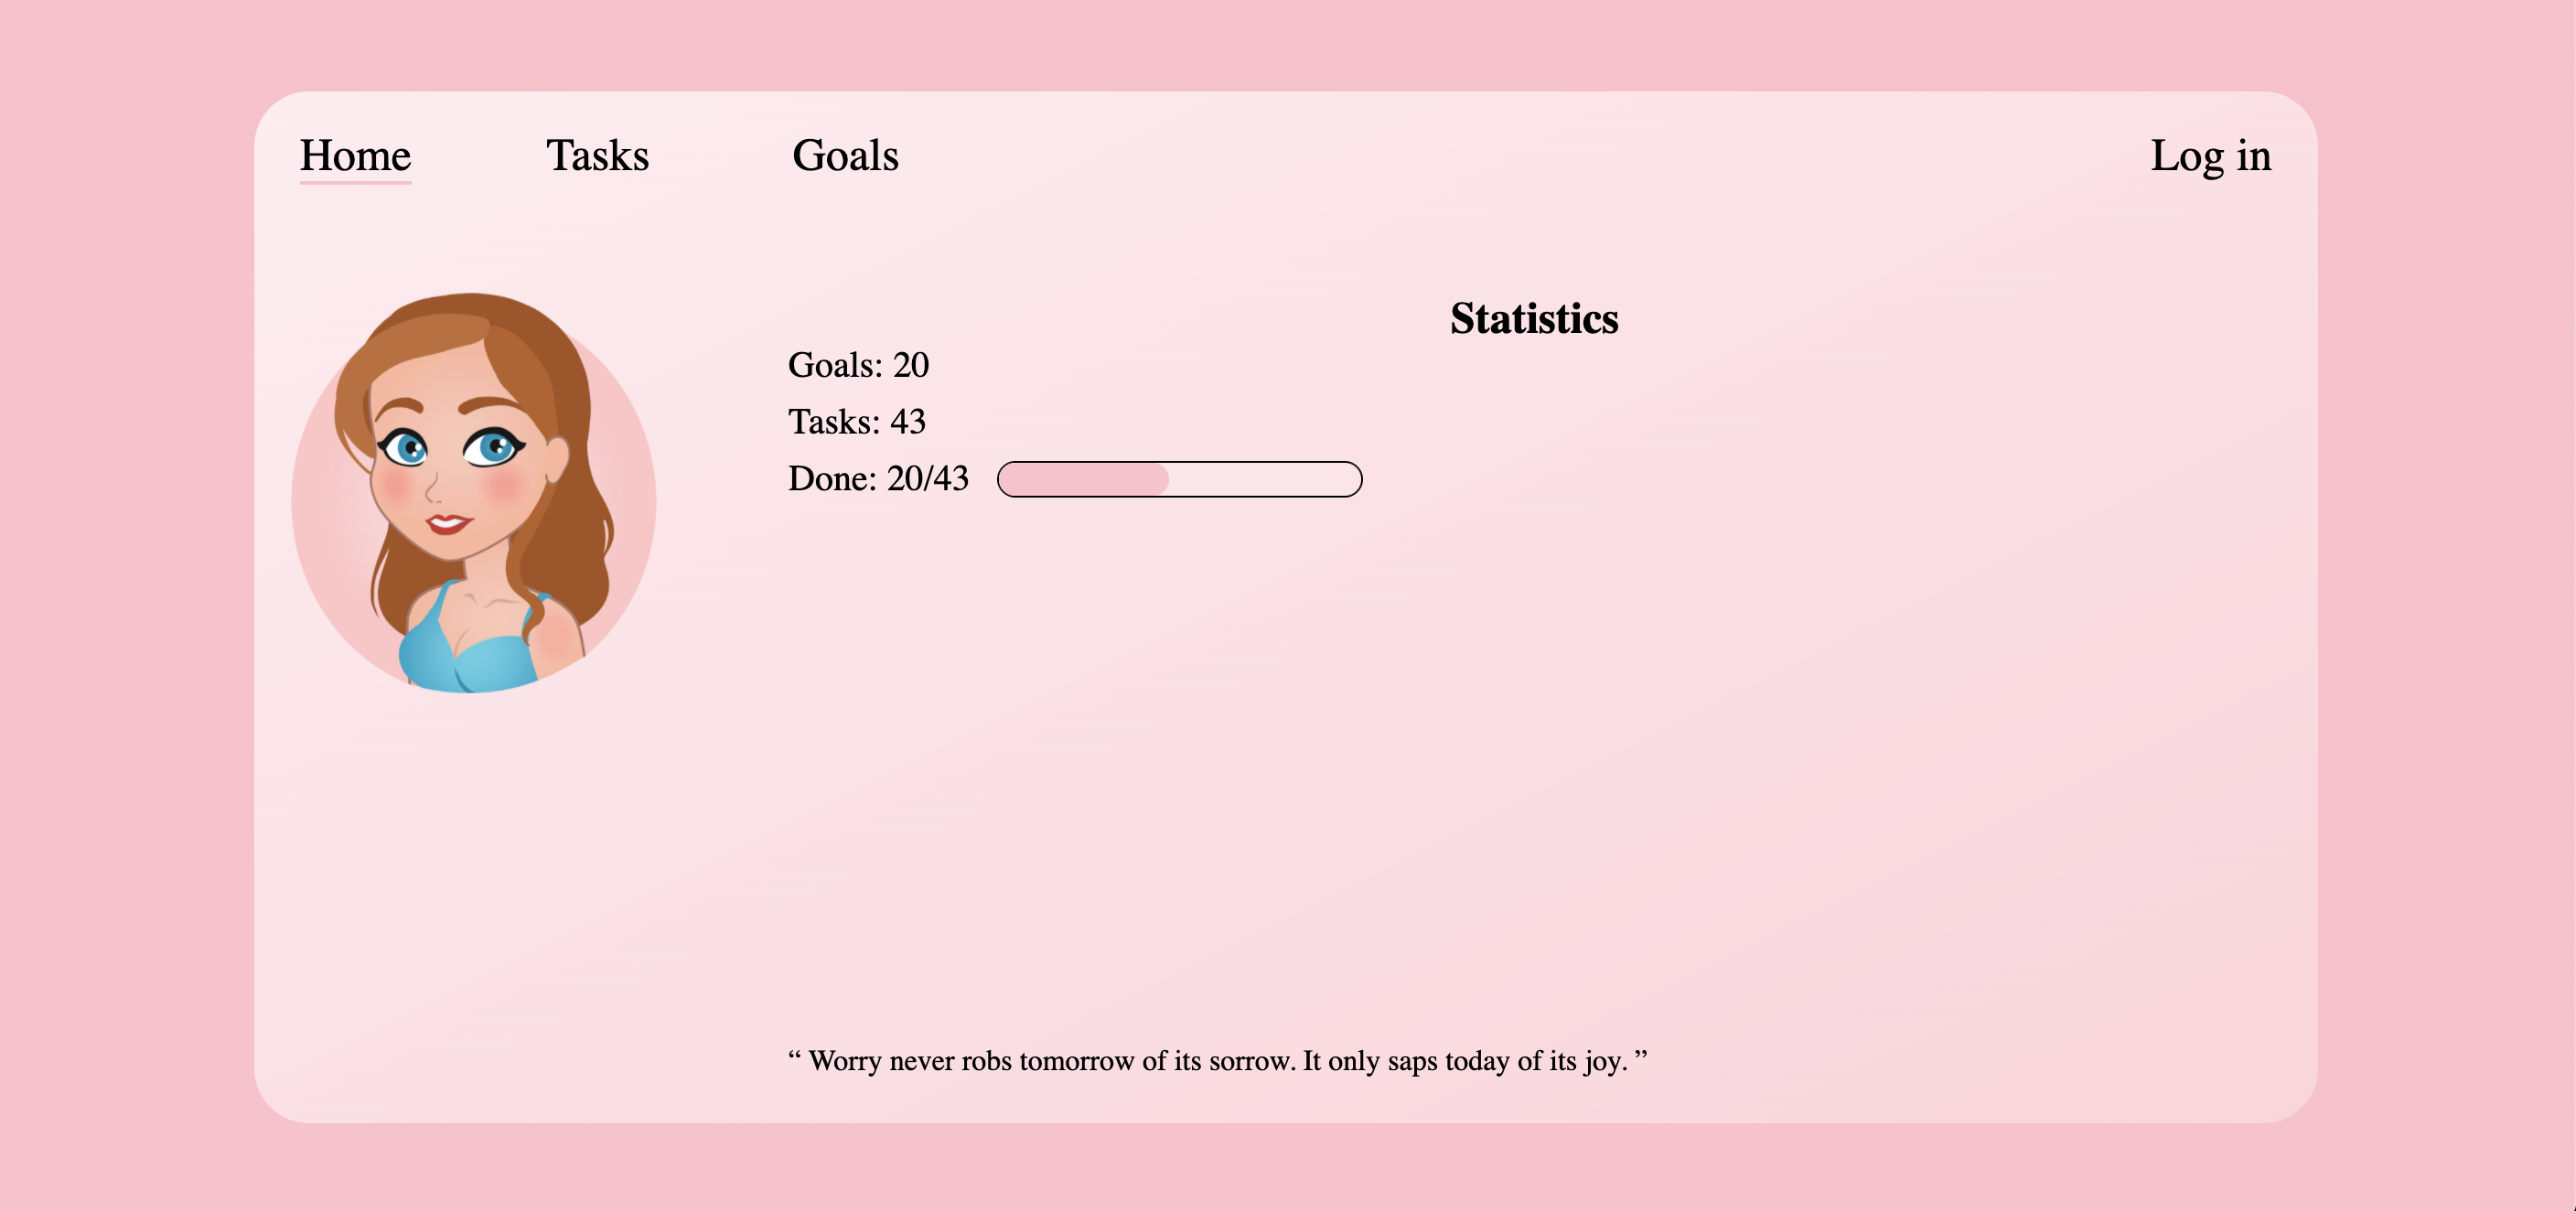 Home
Tasks
Goals
Log in
Statistics
Goals: 20
Tasks: 43
Done: 20/43
“ Worry never robs tomorrow of its sorrow. It only saps today of its joy. ”